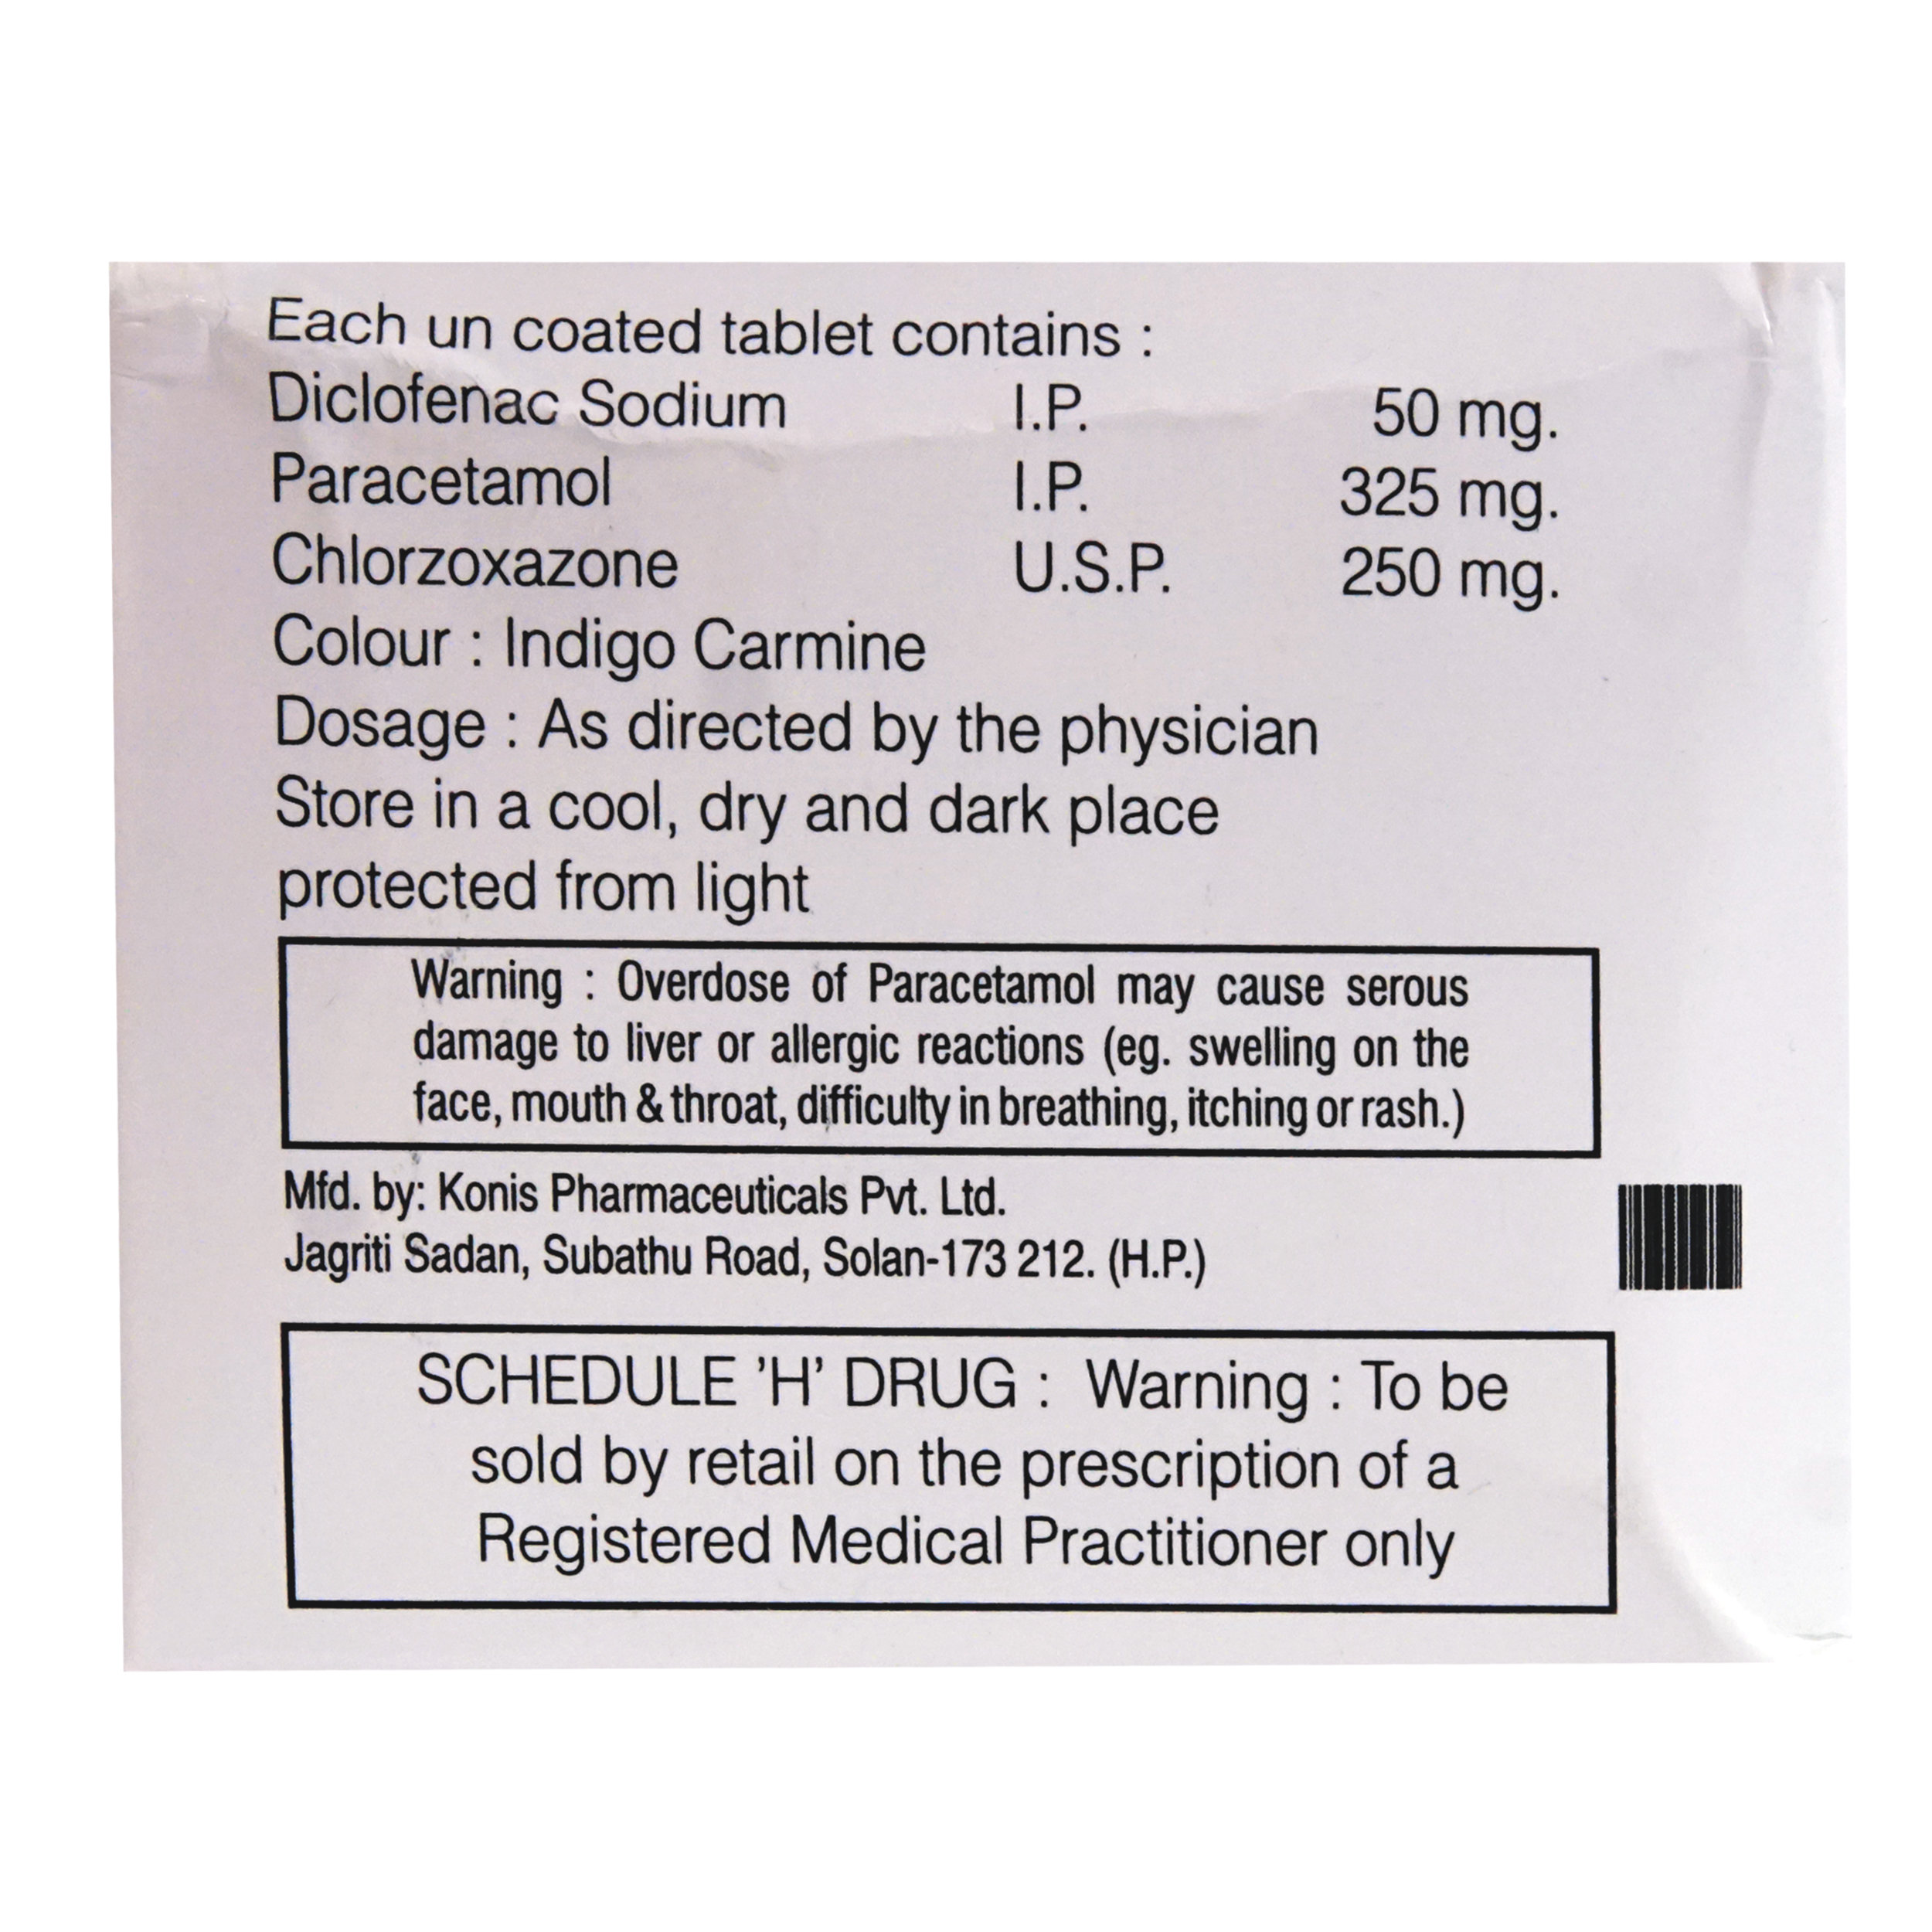 Each un coated tablet contains :
Diclofenac Sodium I.P. 50 mg.
Paracetamol I.P. 325 mg.
Chlorzoxazone U.S.P. 250 mg.
Colour : Indigo Carmine
Dosage : As directed by the physician
Store in a cool, dry and dark place
protected from light
Warning : Overdose of Paracetamol may cause serous
damage to liver or allergic reactions (eg. swelling on the
face, mouth & throat, difficulty in breathing, itching or rash.)
Mfd. by: Konis Pharmaceuticals Pvt. Ltd.
Jagriti Sadan, Subathu Road, Solan-173 212. (H.P.)
SCHEDULE 'H' DRUG : Warning : To be
sold by retail on the prescription of a
Registered Medical Practitioner only